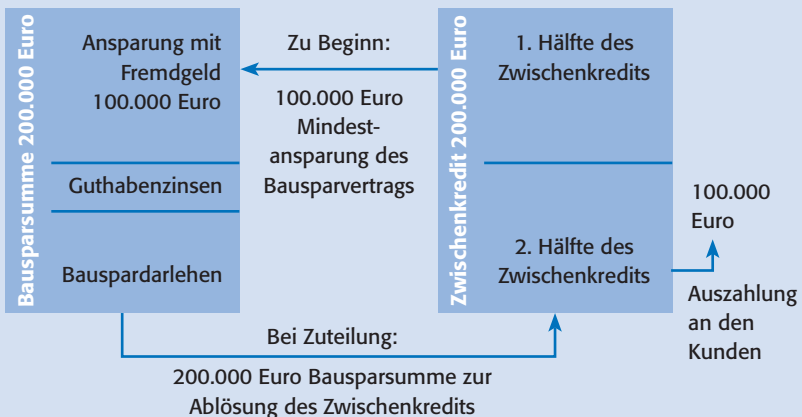 Bausparsumme 200.000 Euro
Ansparung mit
Fremdgeld
100.000 Euro
Guthabenzinsen
Bauspardarlehen
Zu Beginn:
100.000 Euro
Mindest-
ansparung des
Bausparvertrags
Zwischenkredit 200.000 Euro
1. Hälfte des
Zwischenkredits
2. Hälfte des
Zwischenkredits
100.000
Euro
Auszahlung
an den
Kunden
Bei Zuteilung:
200.000 Euro Bausparsumme zur
Ablösung des Zwischenkredits